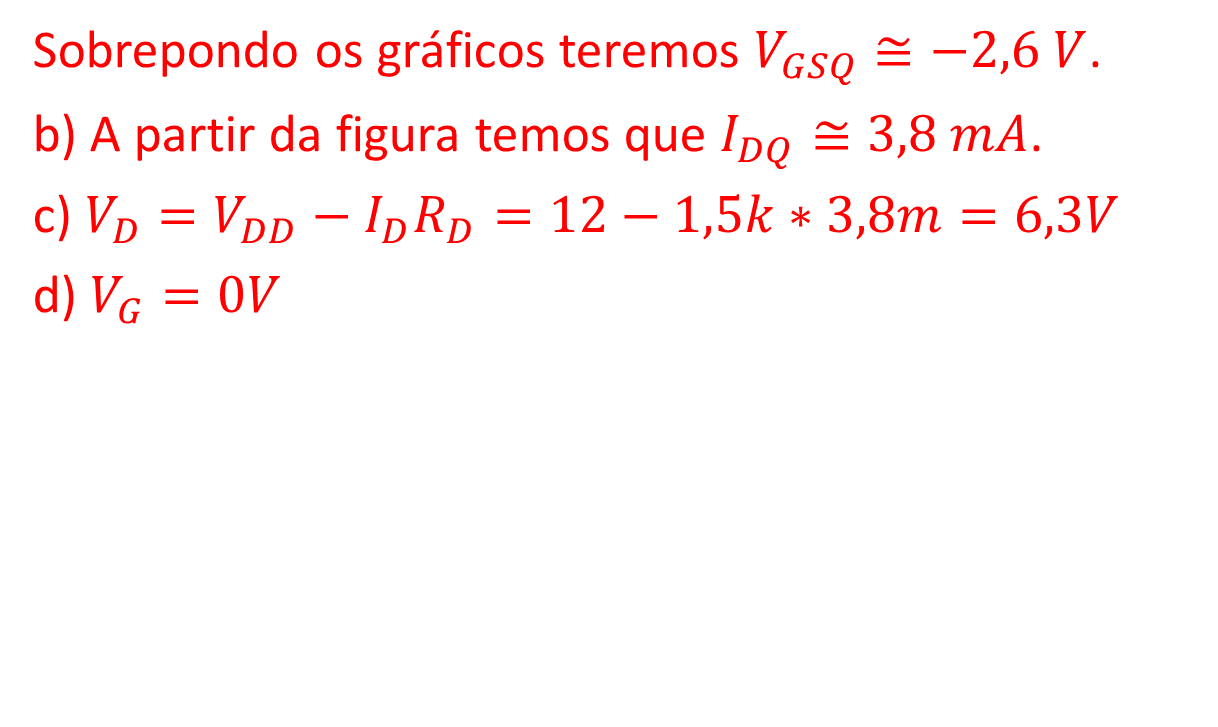 Sobrepondo os gráficos teremos V_{GSQ} ≅ −2,6 V.
b) A partir da figura temos que I_{DQ} ≅ 3,8 mA.
c) V_D = V_{DD} − I_D R_D = 12 − 1,5k ∗ 3,8m = 6,3V
d) V_G = 0V